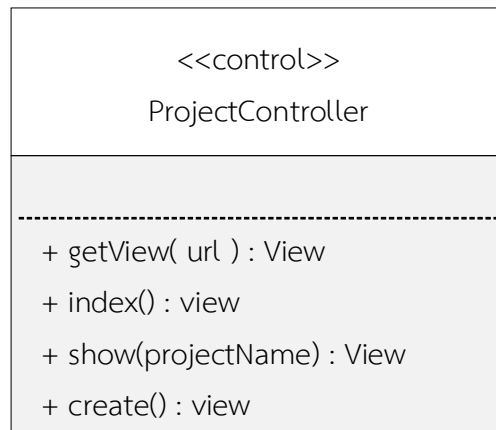 <<control>>
ProjectController
+ getView( url ) : View
+ index() : view
+ show(projectName) : View
+ create() : view